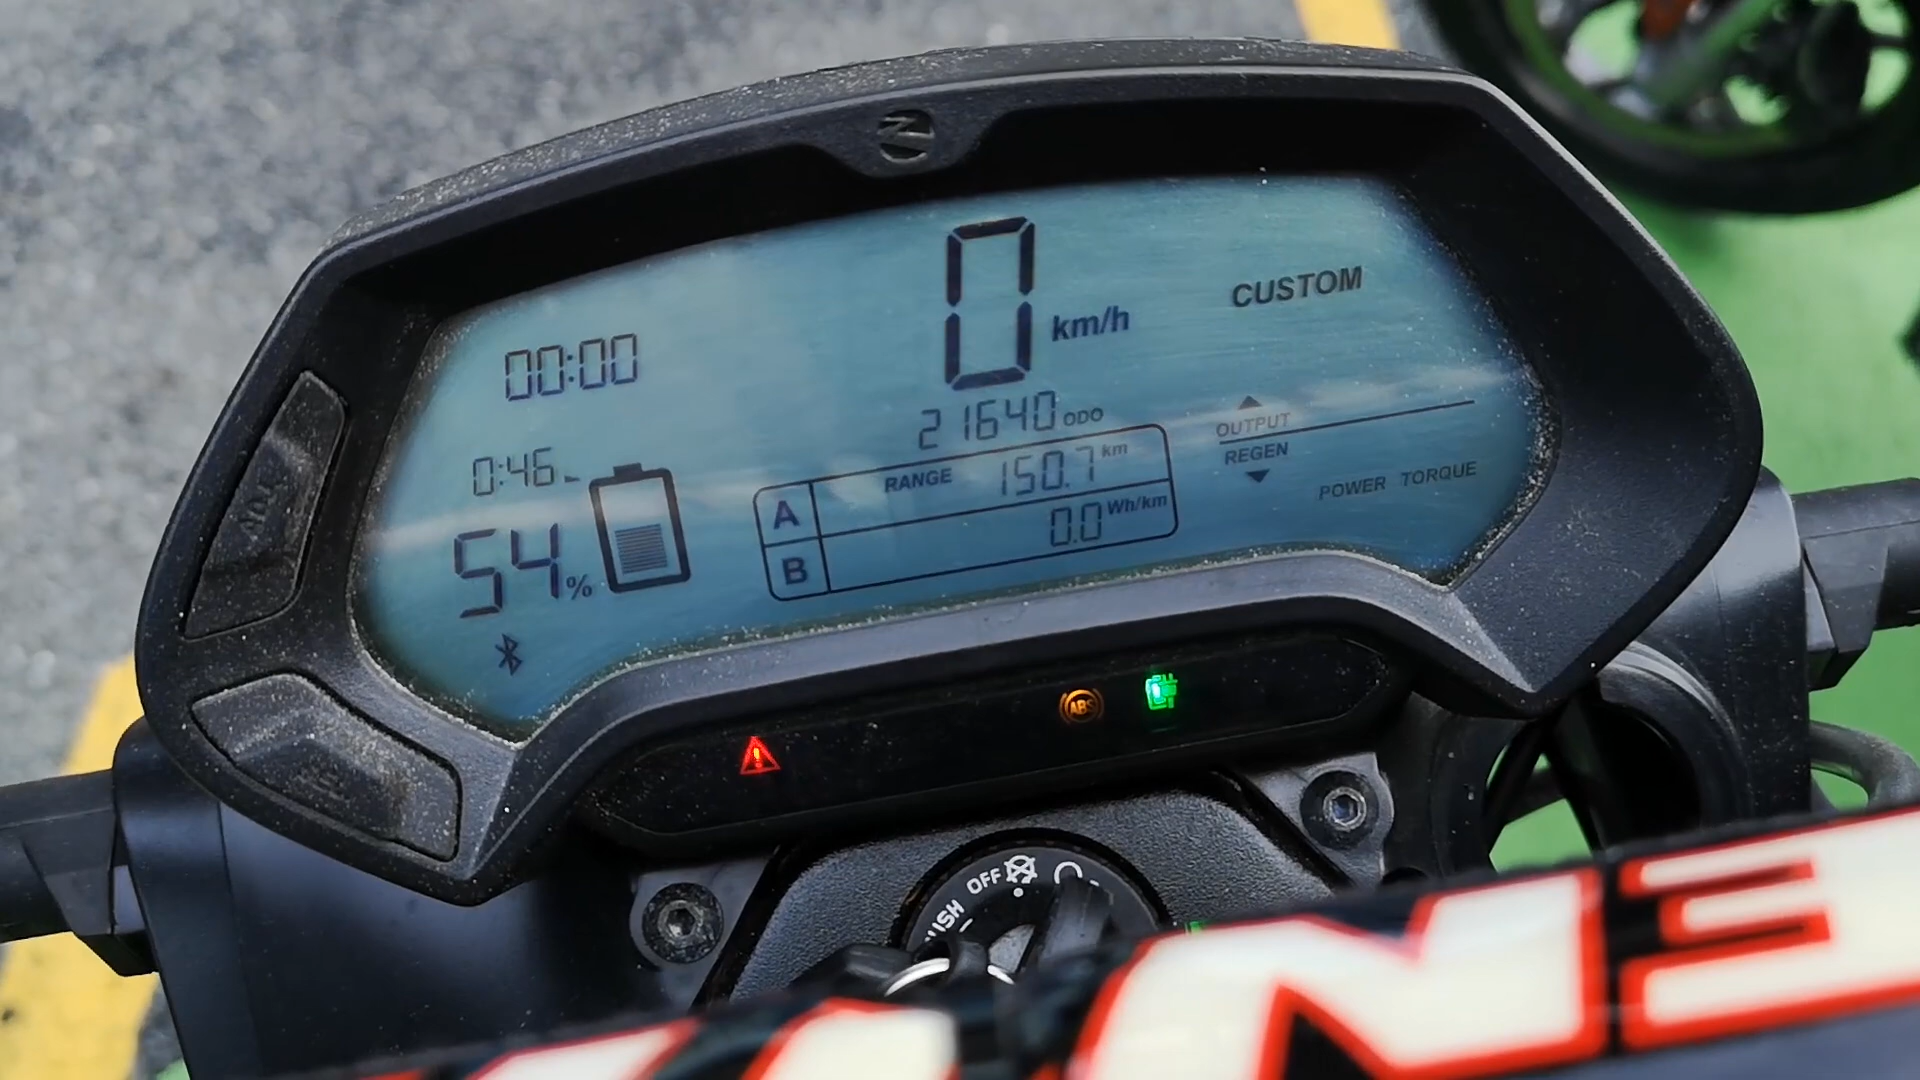 00:00
0
km/h
CUSTOM
21640 ODO
0:46
54%
A RANGE 150.7 km
B 0.0 Wh/km
OUTPUT
REGEN
POWER TORQUE
ABS
OFF